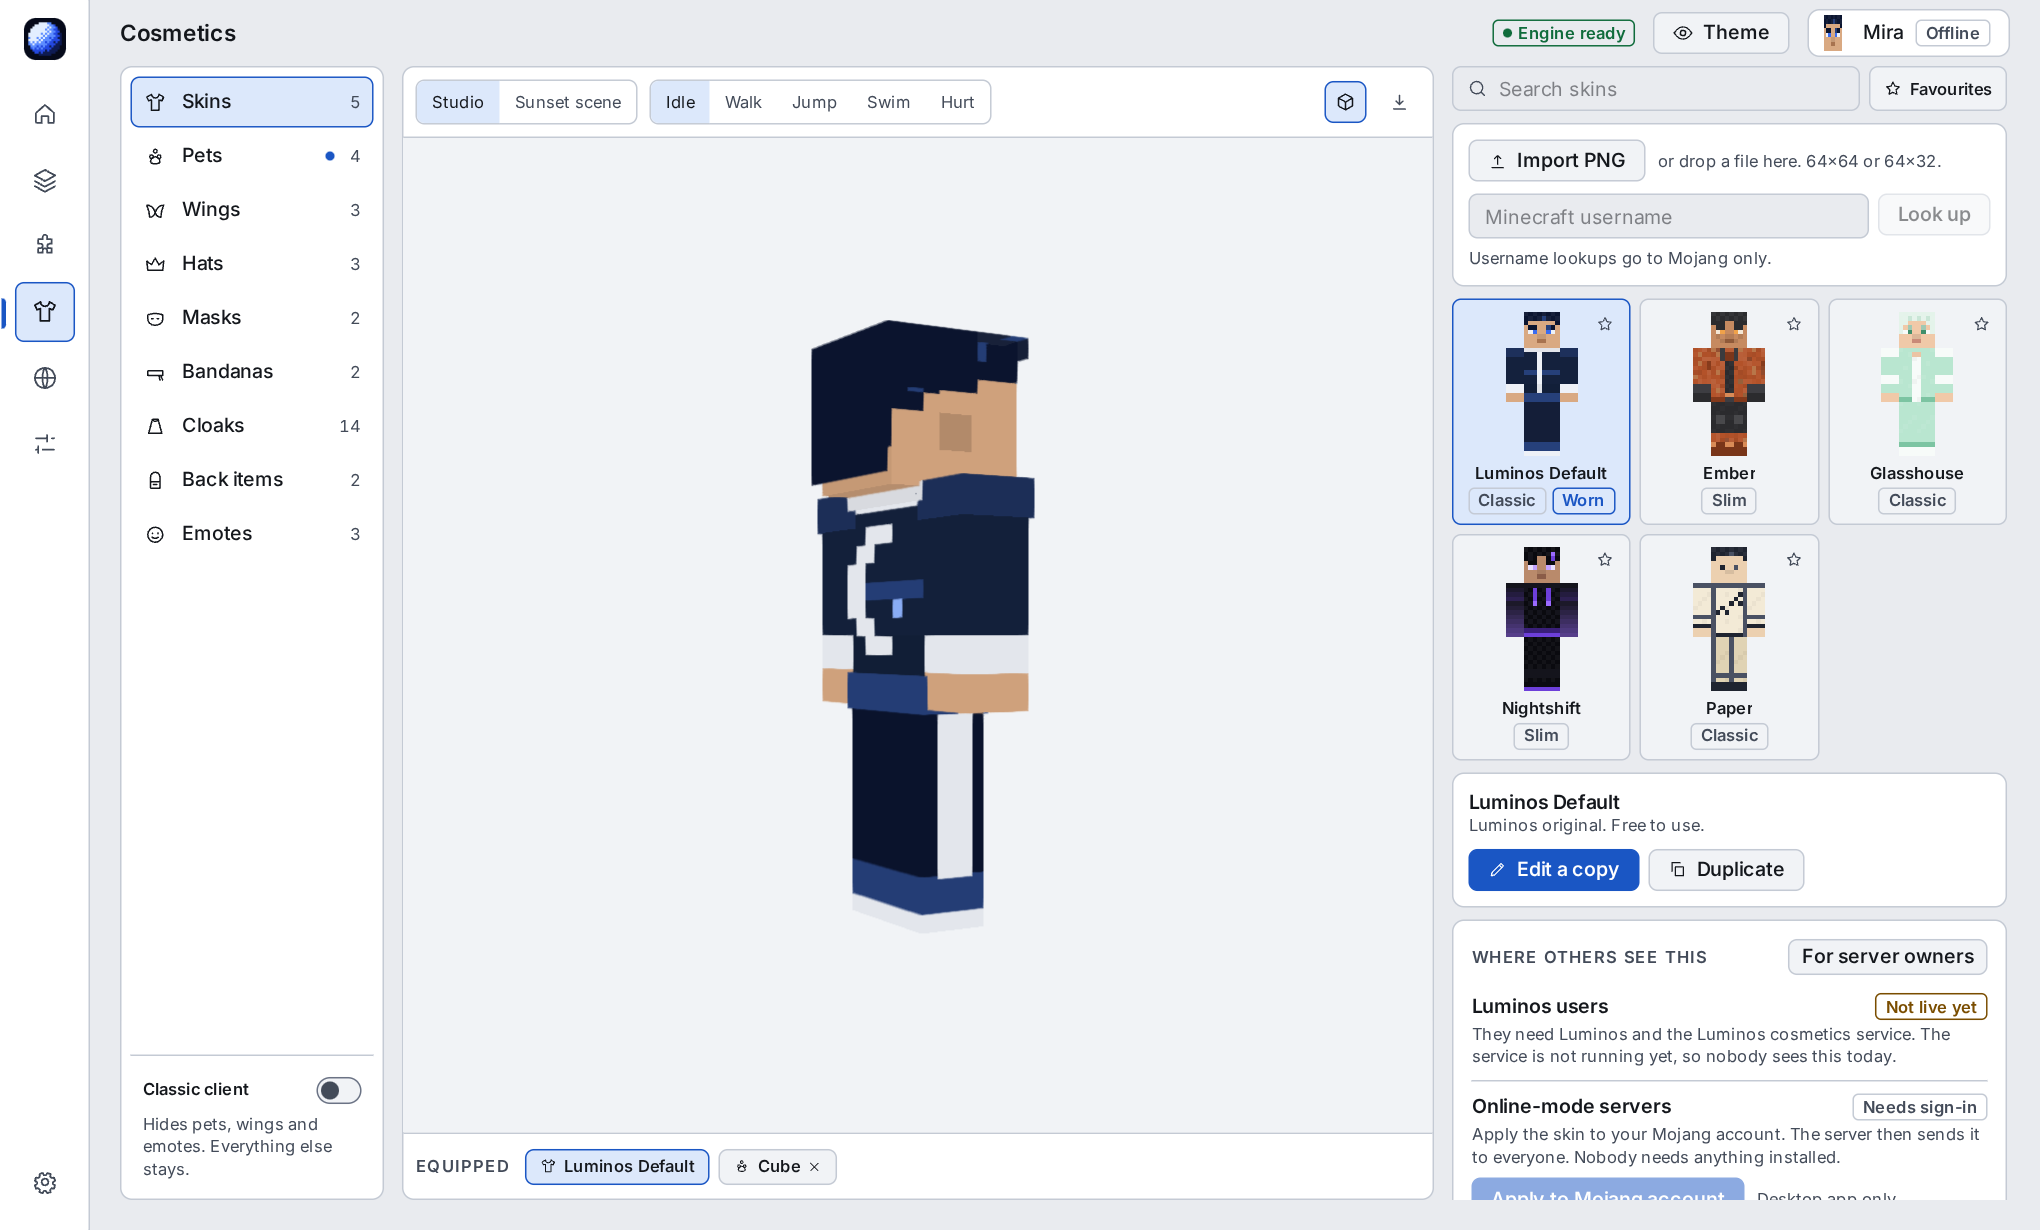 Cosmetics
Engine ready
Theme
Mira
Offline
Skins 5
Pets 4
Wings 3
Hats 3
Masks 2
Bandanas 2
Cloaks 14
Back items 2
Emotes 3
Classic client
Hides pets, wings and
emotes. Everything else
stays.
Studio
Sunset scene
Idle
Walk
Jump
Swim
Hurt
EQUIPPED
Luminos Default
Cube
Search skins
Favourites
Import PNG
or drop a file here. 64×64 or 64×32.
Minecraft username
Look up
Username lookups go to Mojang only.
Luminos Default
Classic
Worn
Ember
Slim
Glasshouse
Classic
Nightshift
Slim
Paper
Classic
Luminos Default
Luminos original. Free to use.
Edit a copy
Duplicate
WHERE OTHERS SEE THIS
For server owners
Luminos users
Not live yet
They need Luminos and the Luminos cosmetics service. The
service is not running yet, so nobody sees this today.
Online-mode servers
Needs sign-in
Apply the skin to your Mojang account. The server then sends it
to everyone. Nobody needs anything installed.
Apply to Mojang account
Desktop app only